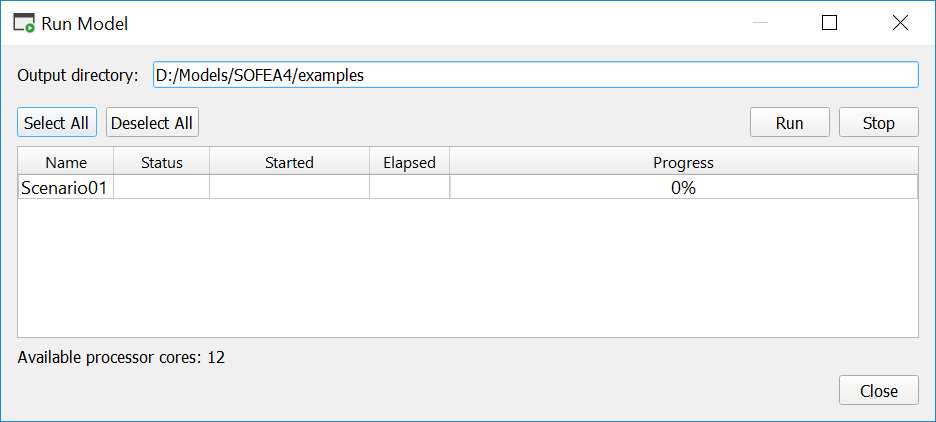 Run Model
Output directory: D:/Models/SOFEA4/examples
Select All Deselect All Run Stop
Name Status Started Elapsed Progress
Scenario01 0%
Available processor cores: 12
Close